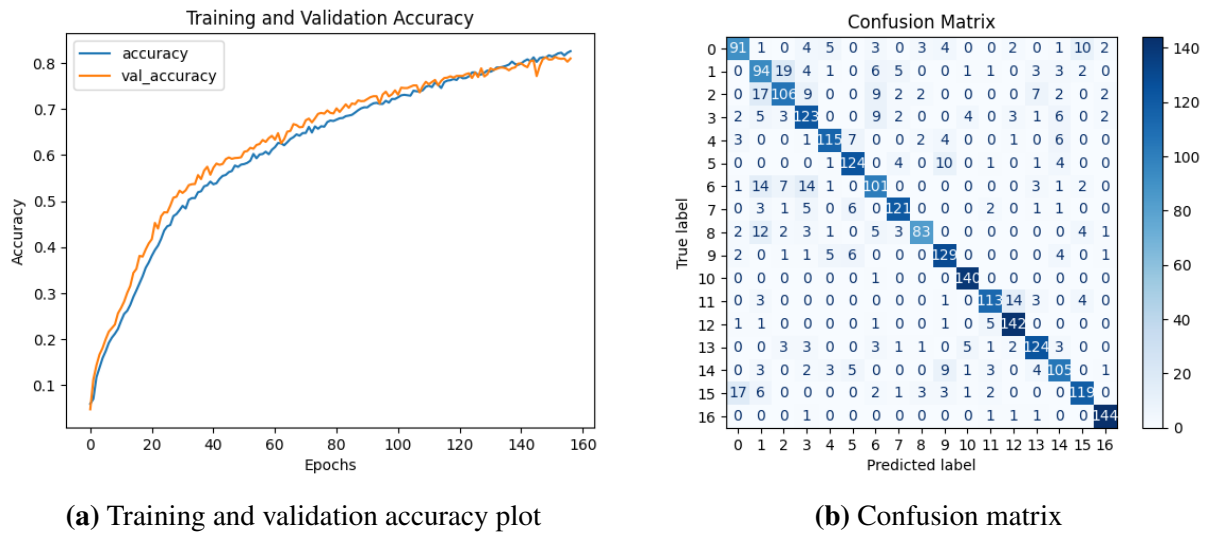 Training and Validation Accuracy
accuracy
val_accuracy
0.8
0.7
0.6
0.5
0.4
0.3
0.2
0.1
Accuracy
0 20 40 60 80 100 120 140 160
Epochs
(a) Training and validation accuracy plot
Confusion Matrix
True label
0 91 1 0 4 5 0 3 0 3 4 0 0 2 0 1 10 2
1 0 94 19 4 1 0 6 5 0 0 1 1 0 3 3 2 0
2 0 17 106 9 0 0 9 2 2 0 0 0 0 7 2 0 2
3 2 5 3 123 0 0 9 2 0 0 4 0 3 1 6 0 2
4 3 0 0 1 115 7 0 0 2 4 0 1 0 0 6 0 0
5 0 0 0 0 1 124 0 4 0 10 0 1 0 1 4 0 0
6 1 14 7 14 1 0 101 0 0 0 0 0 0 3 1 2 0
7 0 3 1 5 0 6 0 121 0 0 0 2 0 1 1 0 0
8 2 12 2 3 1 0 5 3 83 0 0 0 0 0 0 4 1
9 2 0 1 1 5 6 0 0 0 129 0 0 0 0 4 0 1
10 0 0 0 0 0 0 1 0 0 0 140 0 0 0 0 0 0
11 0 3 0 0 0 0 0 0 0 1 0 113 14 3 0 4 0
12 1 1 0 0 0 0 1 0 0 1 0 5 142 0 0 0 0
13 0 0 3 3 0 0 3 1 1 0 5 1 2 124 3 0 0
14 0 3 0 2 3 5 0 0 0 9 1 3 0 4 105 0 1
15 17 6 0 0 0 0 2 1 3 3 1 2 0 0 0 119 0
16 0 0 0 0 0 0 0 0 0 0 0 1 1 1 0 0 144
0 1 2 3 4 5 6 7 8 9 10 11 12 13 14 15 16
Predicted label
140
120
100
80
60
40
20
0
(b) Confusion matrix